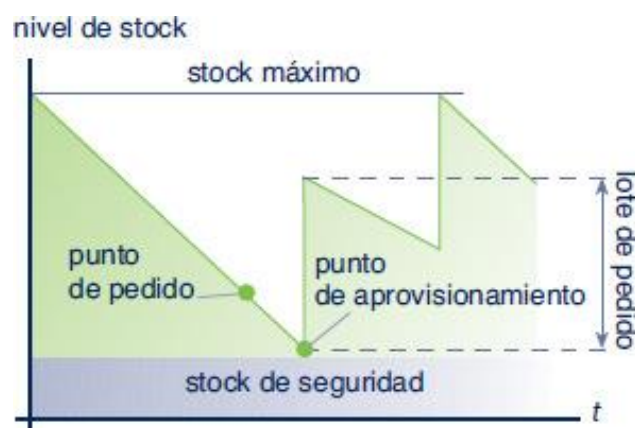 nivel de stock
stock máximo
punto
de pedido
punto
de aprovisionamiento
lote de pedido
stock de seguridad
t